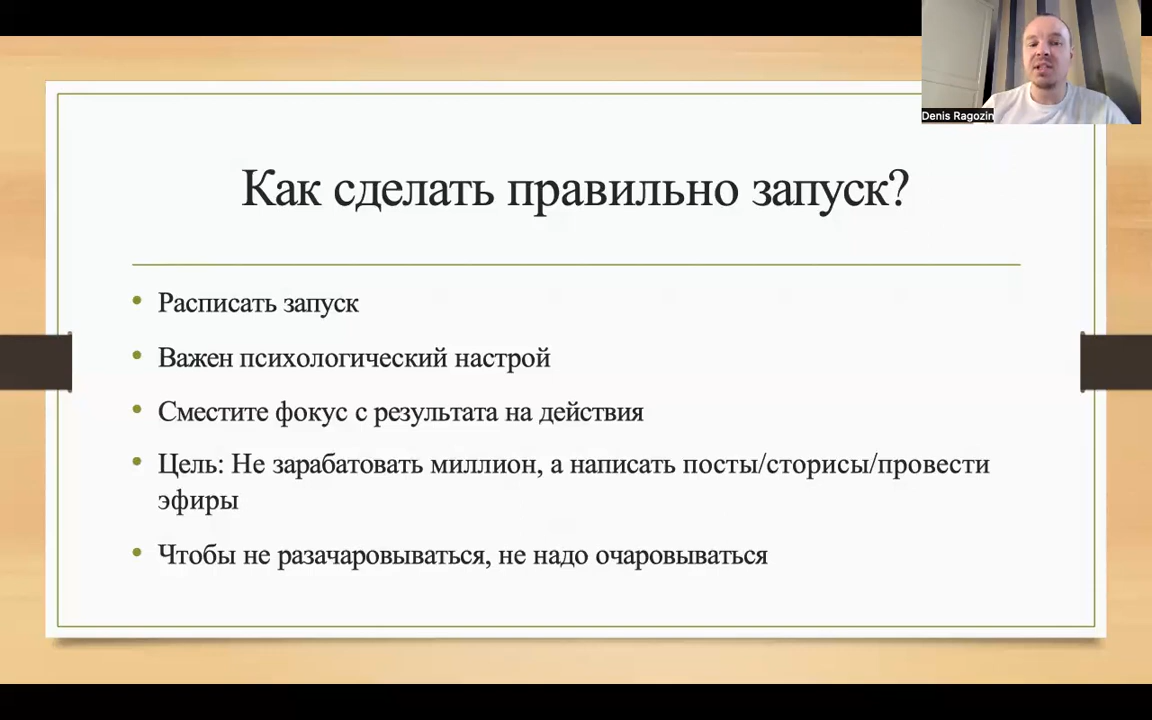 Denis Ragozin
Как сделать правильно запуск?
Расписать запуск
Важен психологический настрой
Сместите фокус с результата на действия
Цель: Не зарабатовать миллион, а написать посты/сторисы/провести
эфиры
Чтобы не разачаровываться, не надо очаровываться